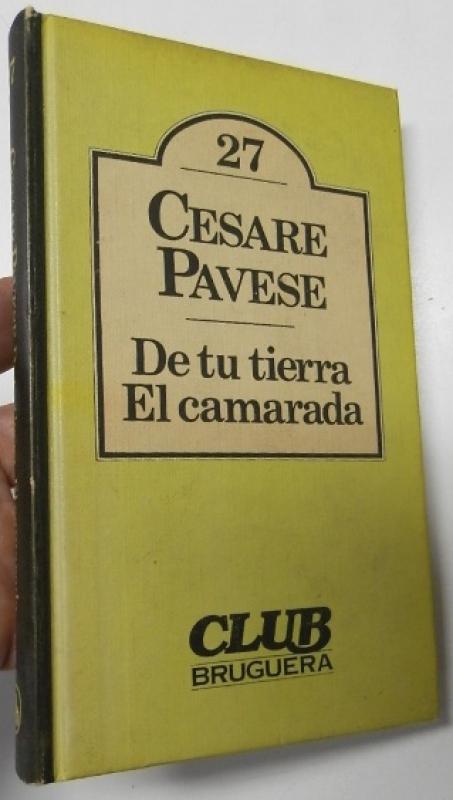 27
CESARE
PAVESE
De tu tierra
El camarada
CLUB
BRUGUERA